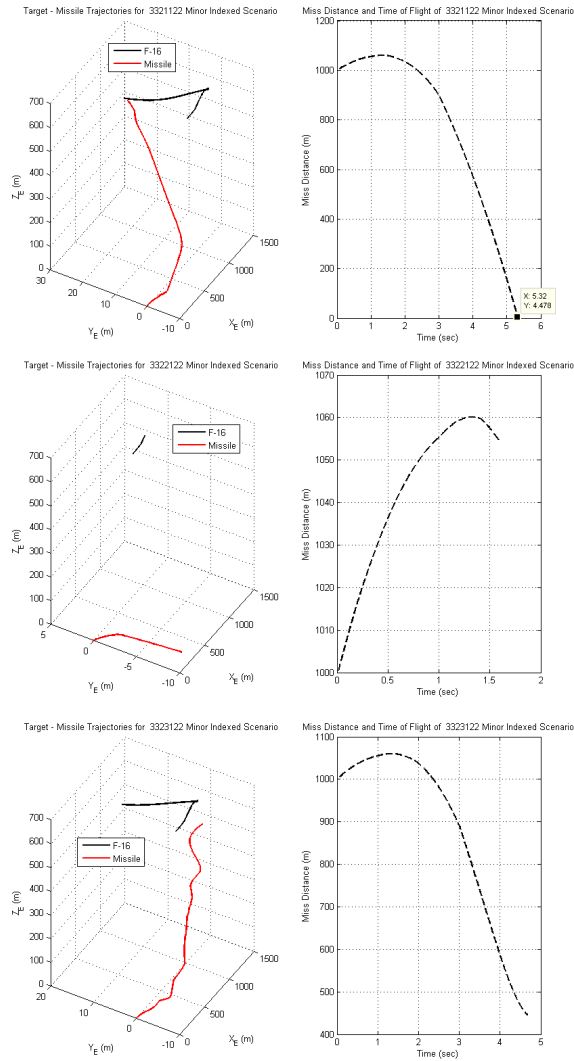 Target - Missile Trajectories for 3321122 Minor Indexed Scenario
F-16
Missile
700
600
500
400
300
200
100
0
Z_E (m)
30
20
10
0
-10
Y_E (m)
0
500
1000
1500
X_E (m)
Miss Distance and Time of Flight of 3321122 Minor Indexed Scenario
1200
1000
800
600
400
200
0
Miss Distance (m)
X: 5.32
Y: 4.478
0 1 2 3 4 5 6
Time (sec)
Target - Missile Trajectories for 3322122 Minor Indexed Scenario
F-16
Missile
700
600
500
400
300
200
100
0
Z_E (m)
5
0
-5
-10
Y_E (m)
0
500
1000
1500
X_E (m)
Miss Distance and Time of Flight of 3322122 Minor Indexed Scenario
1070
1060
1050
1040
1030
1020
1010
1000
Miss Distance (m)
0 0.5 1 1.5 2
Time (sec)
Target - Missile Trajectories for 3323122 Minor Indexed Scenario
F-16
Missile
700
600
500
400
300
200
100
0
Z_E (m)
20
10
0
-10
Y_E (m)
0
500
1000
1500
X_E (m)
Miss Distance and Time of Flight of 3323122 Minor Indexed Scenario
1100
1000
900
800
700
600
500
400
Miss Distance (m)
0 1 2 3 4 5
Time (sec)